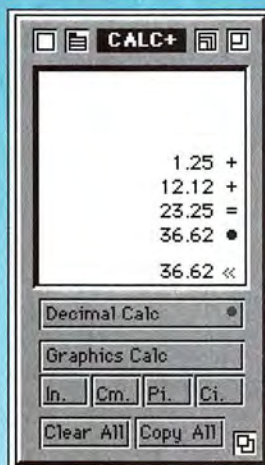 CALC+
1.25 +
12.12 +
23.25 =
36.62 ●
36.62 «
Decimal Calc
Graphics Calc
In. Cm. Pi. Ci.
Clear All Copy All